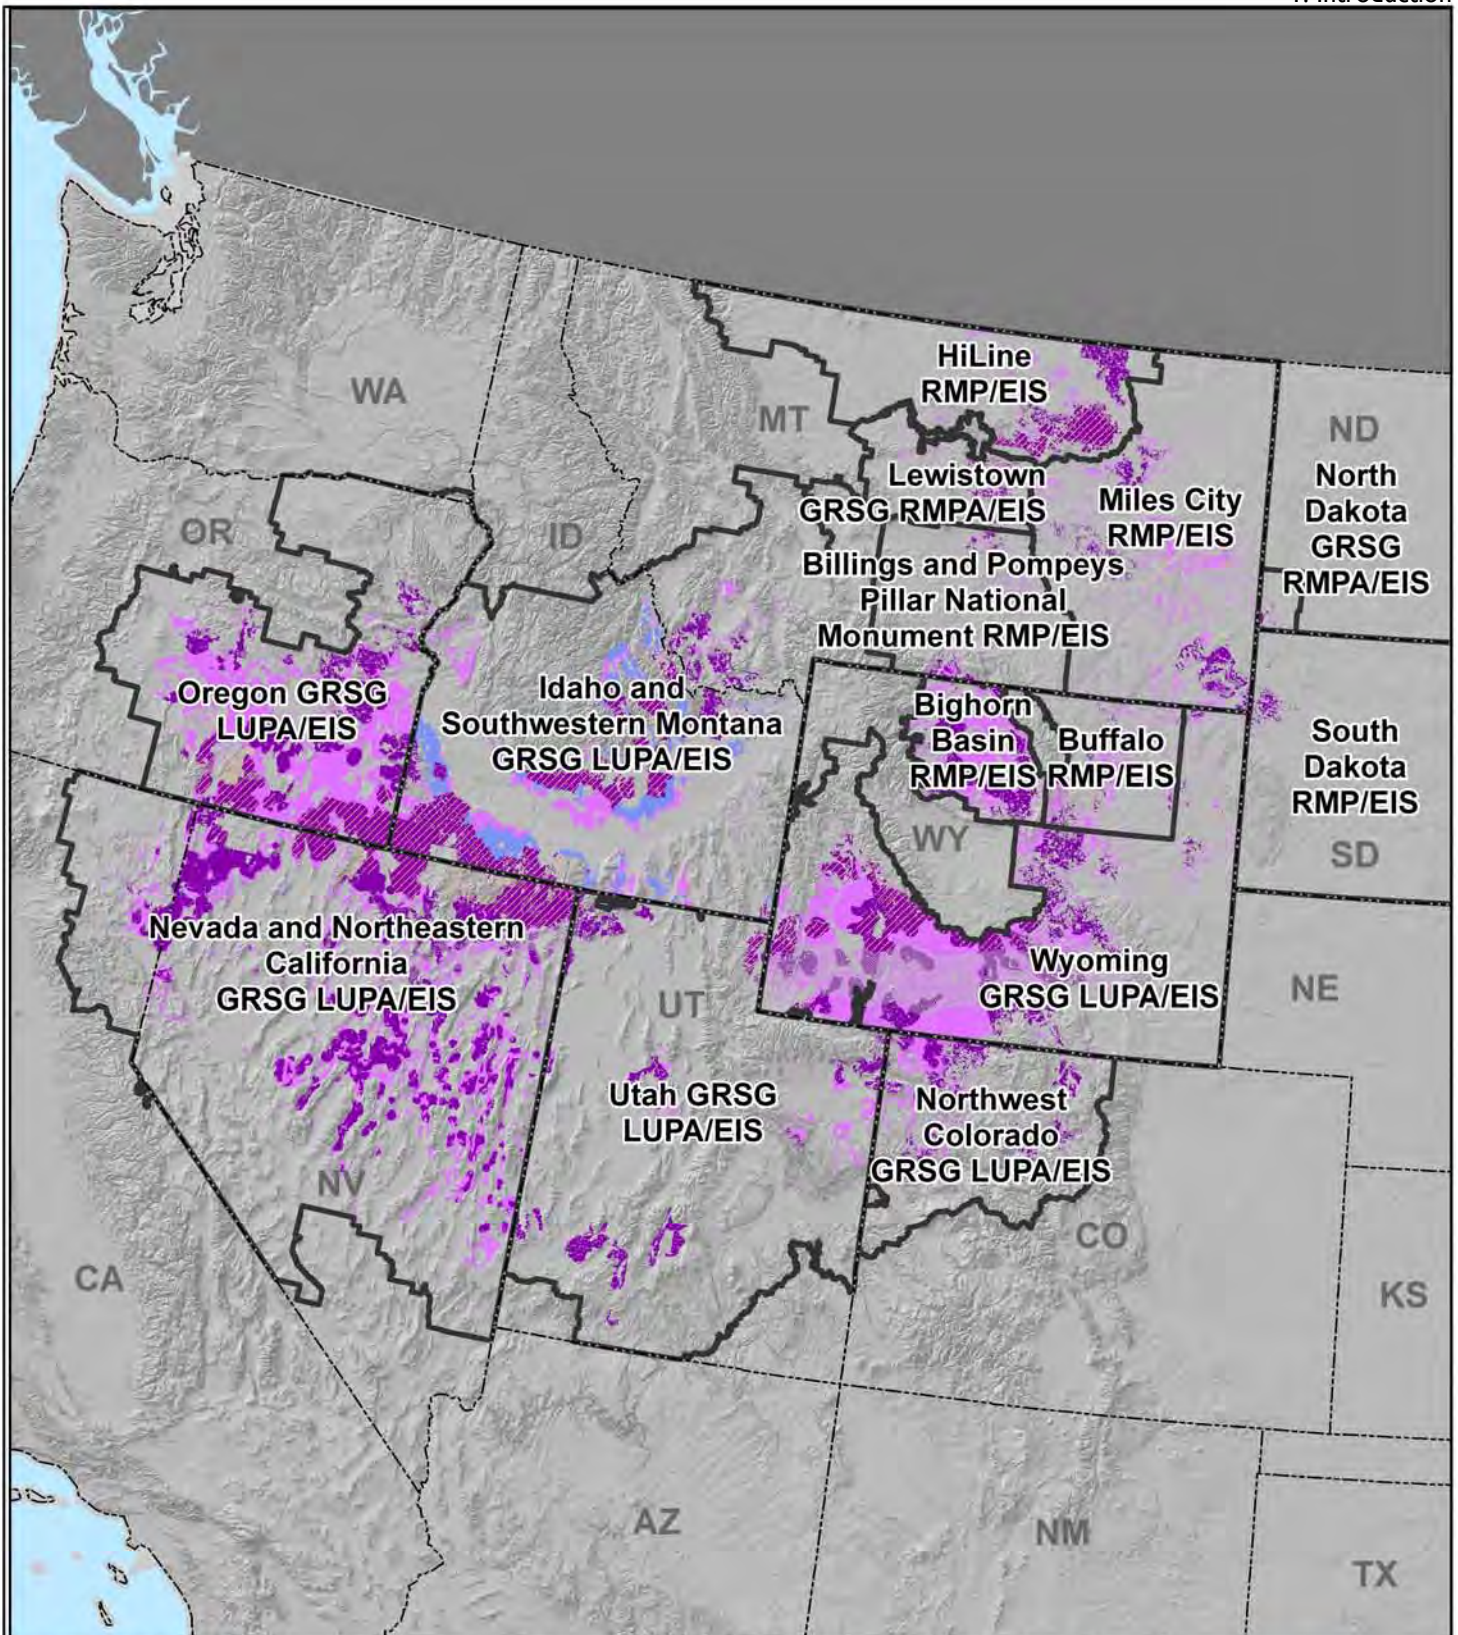 1. Introduction
HiLine
RMP/EIS
WA
MT
ND
Lewistown
GRSG RMPA/EIS
Miles City
RMP/EIS
North
Dakota
GRSG
RMPA/EIS
OR
ID
Billings and Pompeys
Pillar National
Monument RMP/EIS
Oregon GRSG
LUPA/EIS
Idaho and
Southwestern Montana
GRSG LUPA/EIS
Bighorn
Basin
RMP/EIS
Buffalo
RMP/EIS
South
Dakota
RMP/EIS
WY
SD
Nevada and Northeastern
California
GRSG LUPA/EIS
Wyoming
GRSG LUPA/EIS
UT
NE
Utah GRSG
LUPA/EIS
Northwest
Colorado
GRSG LUPA/EIS
NV
CO
CA
KS
AZ
NM
TX